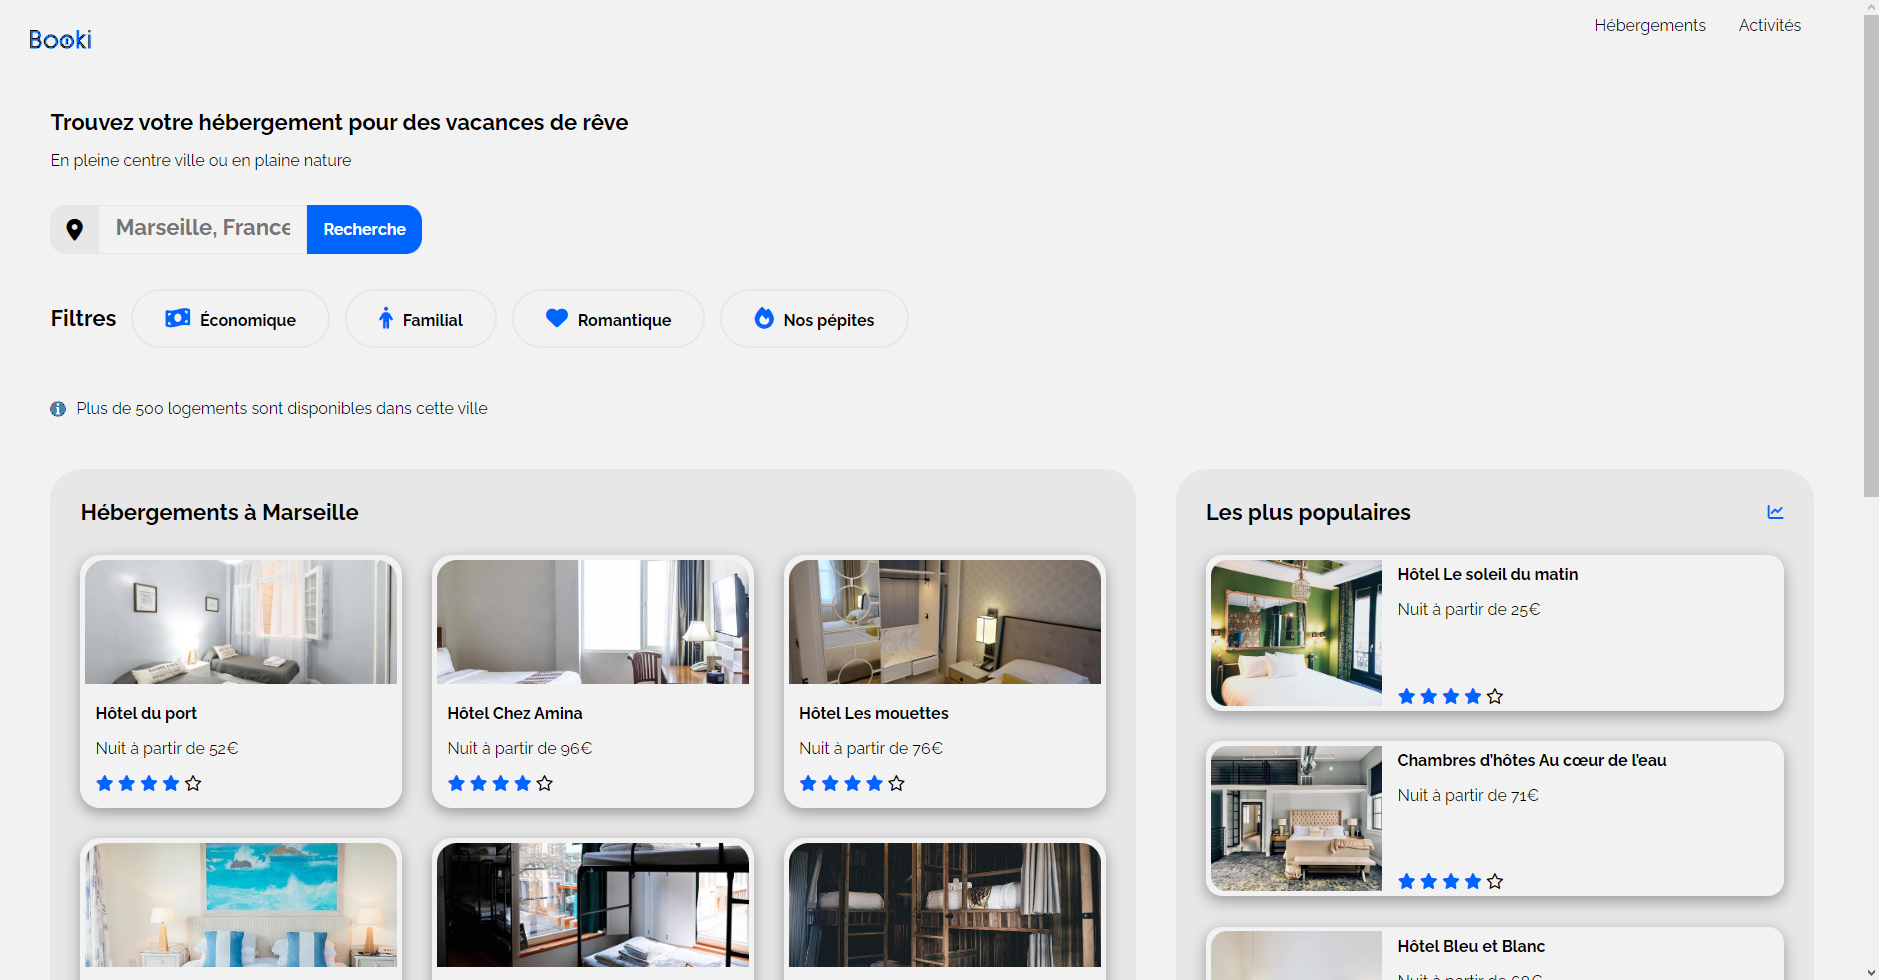 Booki
Hébergements
Activités
Trouvez votre hébergement pour des vacances de rêve
En pleine centre ville ou en plaine nature
Marseille, France
Recherche
Filtres
Économique
Familial
Romantique
Nos pépites
Plus de 500 logements sont disponibles dans cette ville
Hébergements à Marseille
Hôtel du port
Nuit à partir de 52€
Hôtel Chez Amina
Nuit à partir de 96€
Hôtel Les mouettes
Nuit à partir de 76€
Les plus populaires
Hôtel Le soleil du matin
Nuit à partir de 25€
Chambres d'hôtes Au cœur de l'eau
Nuit à partir de 71€
Hôtel Bleu et Blanc
Nuit à partir de 68€